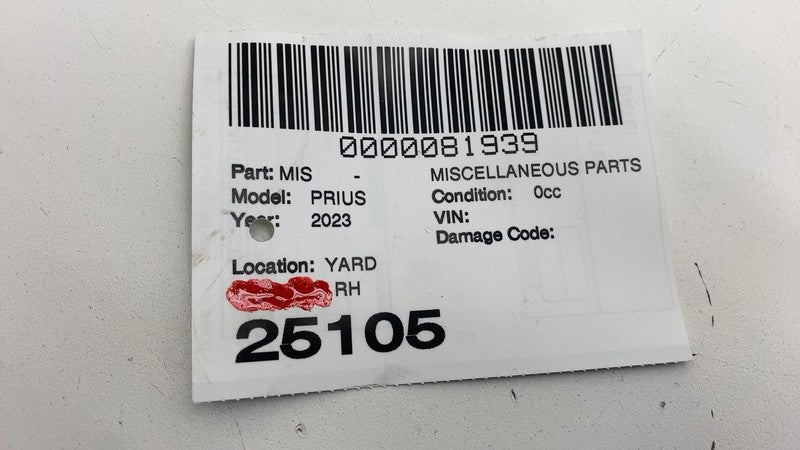 0000081939
Part: MIS - MISCELLANEOUS PARTS
Model: PRIUS Condition: 0cc
Year: 2023 VIN:
Damage Code:
Location: YARD
RH
25105